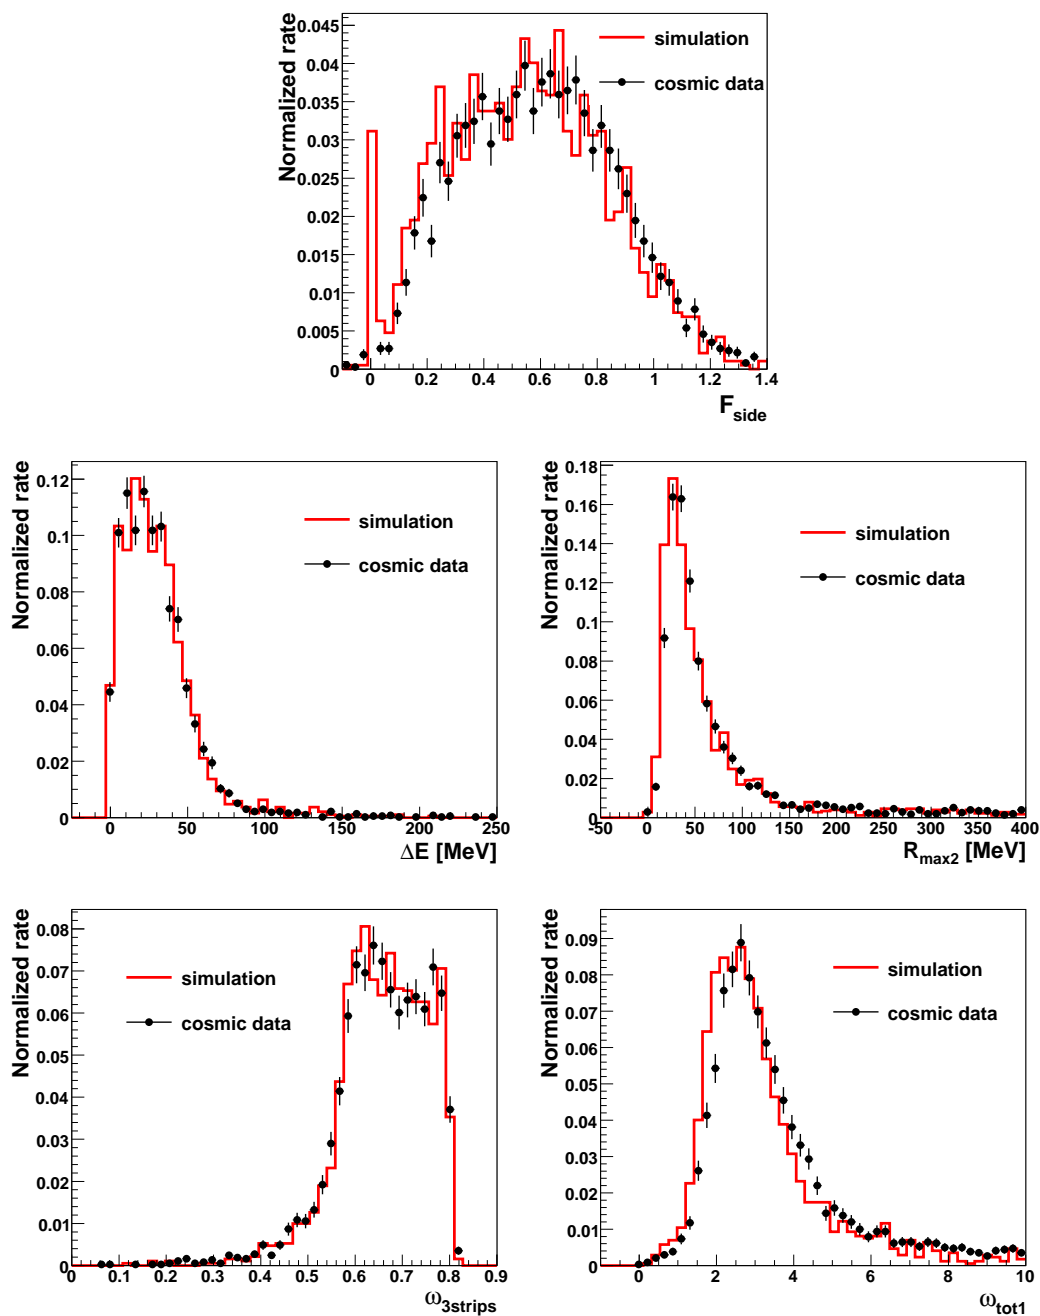 Normalized rate
0.045
0.04
0.035
0.03
0.025
0.02
0.015
0.01
0.005
0
simulation
cosmic data
0 0.2 0.4 0.6 0.8 1 1.2 1.4
F_side
Normalized rate
0.12
0.1
0.08
0.06
0.04
0.02
0
simulation
cosmic data
0 50 100 150 200 250
ΔE [MeV]
Normalized rate
0.18
0.16
0.14
0.12
0.1
0.08
0.06
0.04
0.02
0
simulation
cosmic data
-50 0 50 100 150 200 250 300 350 400
R_max2 [MeV]
Normalized rate
0.08
0.07
0.06
0.05
0.04
0.03
0.02
0.01
0
simulation
cosmic data
0 0.1 0.2 0.3 0.4 0.5 0.6 0.7 0.8 0.9
ω_3strips
Normalized rate
0.09
0.08
0.07
0.06
0.05
0.04
0.03
0.02
0.01
0
simulation
cosmic data
0 2 4 6 8 10
ω_tot1